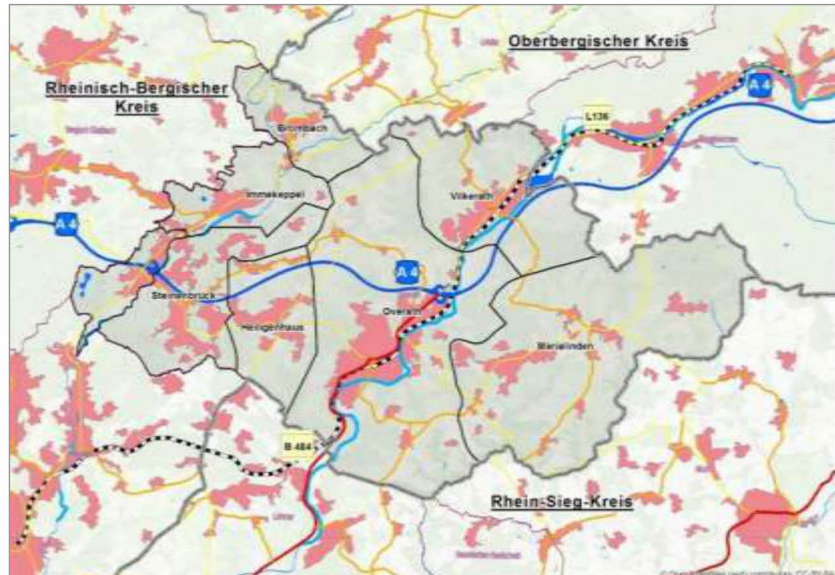 Oberbergischer Kreis
Rheinisch-Bergischer
Kreis
A 4
L136
Brombach
Immekeppel
Vilkerath
A 4
A 4
Steinenbrück
Overath
Heiligenhaus
Marialinden
B 484
Rhein-Sieg-Kreis